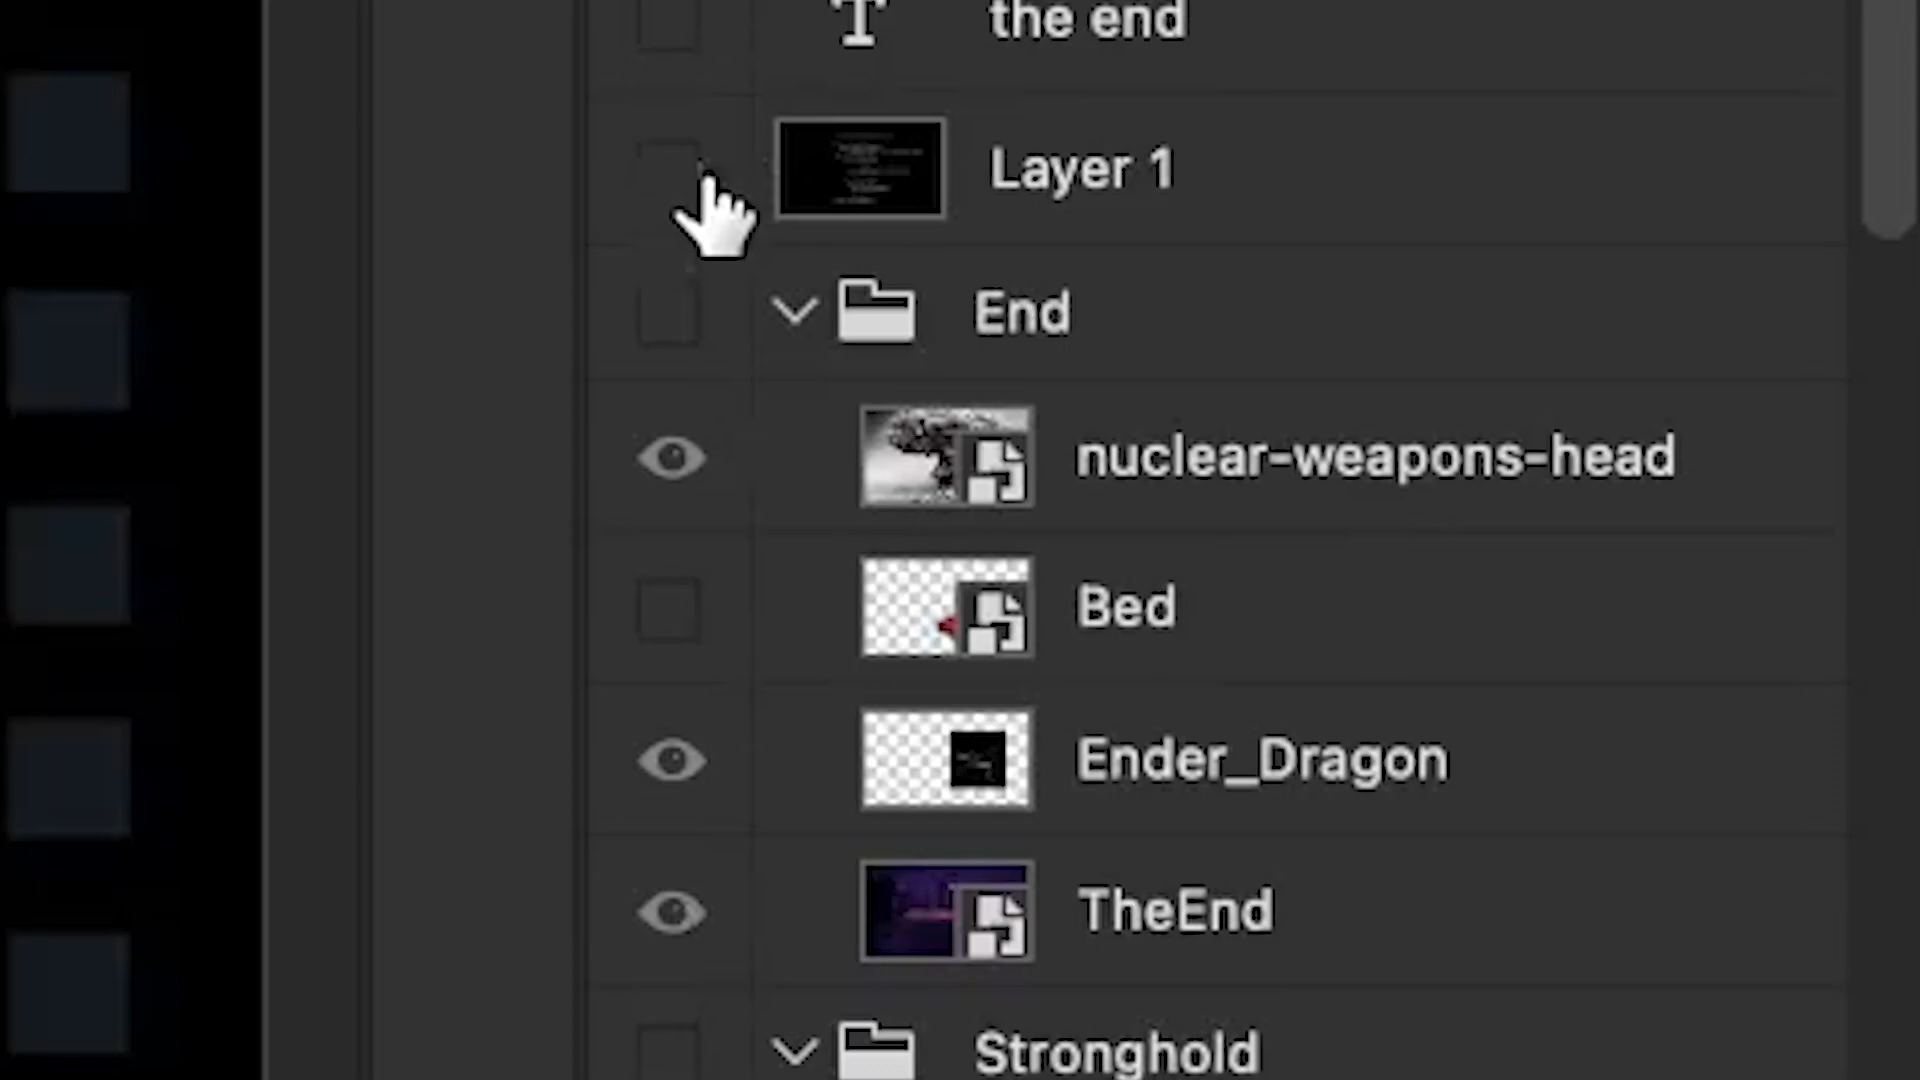 the end
Layer 1
End
nuclear-weapons-head
Bed
Ender_Dragon
TheEnd
Stronghold